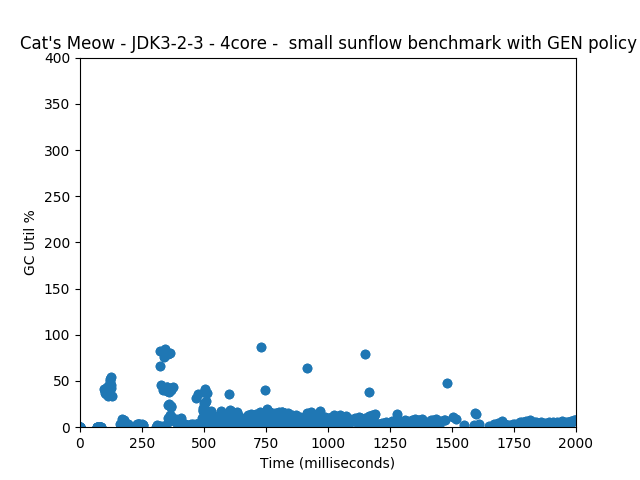 Cat's Meow - JDK3-2-3 - 4core -  small sunflow benchmark with GEN policy
400
350
300
250
200
150
100
50
0
GC Util %
0 250 500 750 1000 1250 1500 1750 2000
Time (milliseconds)